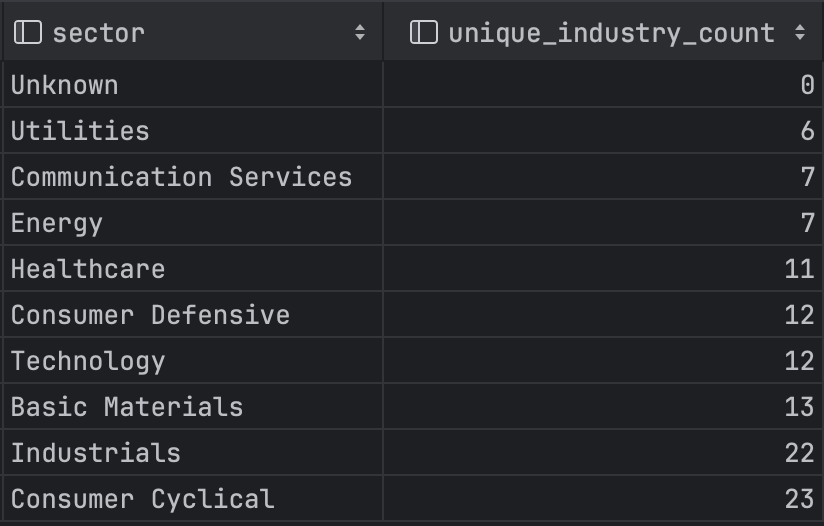 sector unique_industry_count
Unknown 0
Utilities 6
Communication Services 7
Energy 7
Healthcare 11
Consumer Defensive 12
Technology 12
Basic Materials 13
Industrials 22
Consumer Cyclical 23